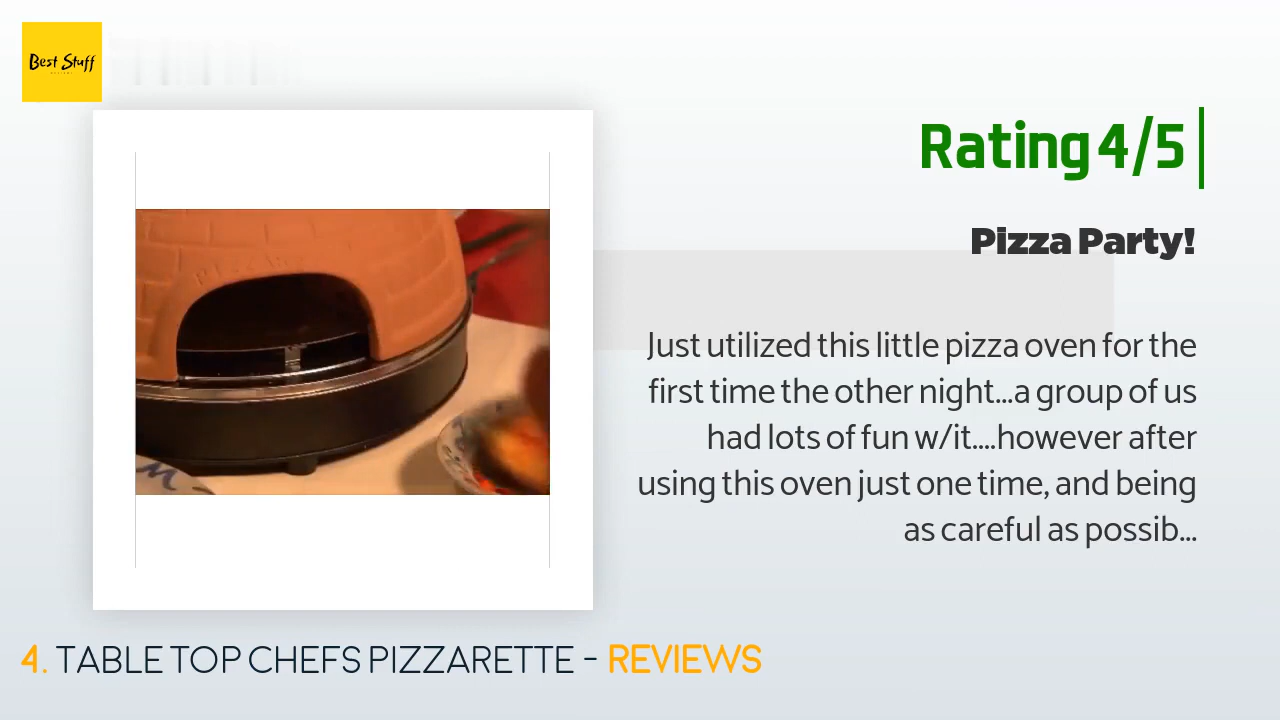 Best Stuff
Rating 4/5
Pizza Party!
Just utilized this little pizza oven for the
first time the other night...a group of us
had lots of fun w/it....however after
using this oven just one time, and being
as careful as possib...
4. TABLE TOP CHEFS PIZZARETTE - REVIEWS